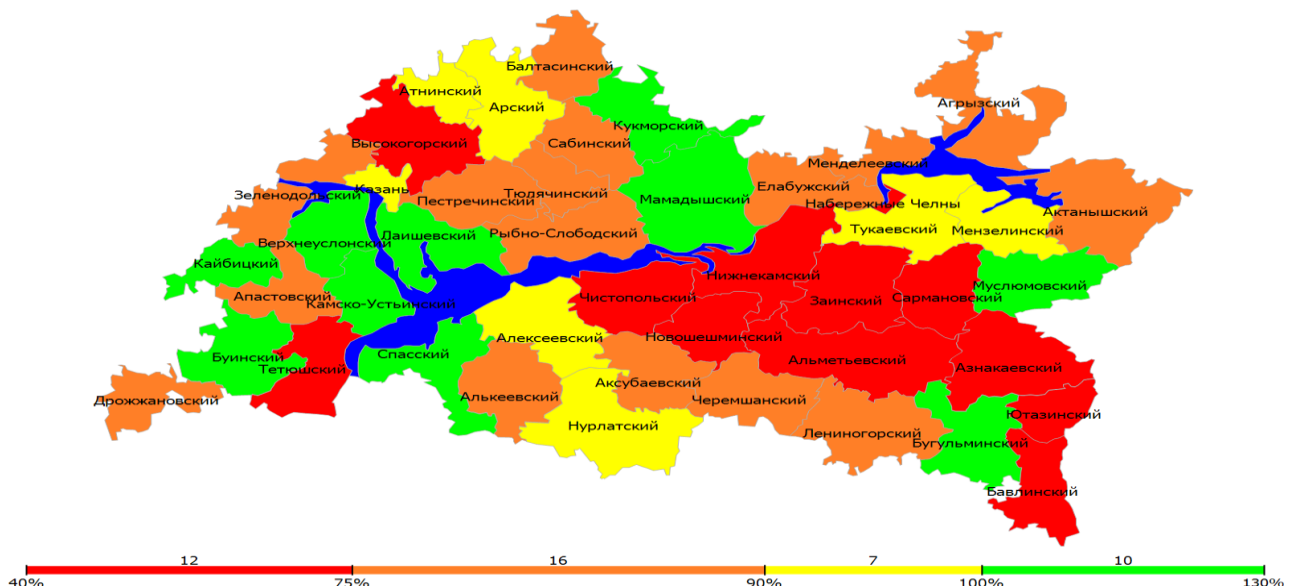 Балтасинский
Атнинский
Арский
Агрызский
Кукморский
Высокогорский
Сабинский
Менделеевский
Казань
Елабужский
Зеленодольский
Тюлячинский
Пестречинский
Мамадышский
Набережные Челны
Актанышский
Лаишевский
Рыбно-Слободский
Тукаевский
Мензелинский
Верхнеуслонский
Кайбицкий
Нижнекамский
Муслюмовский
Апастовский
Камско-Устьинский
Чистопольский
Заинский
Сармановский
Алексеевский
Новошешминский
Буинский
Спасский
Альметьевский
Азнакаевский
Тетюшский
Аксубаевский
Дрожжановский
Алькеевский
Черемшанский
Ютазинский
Нурлатский
Лениногорский
Бугульминский
Бавлинский
12 16 7 10
40% 75% 90% 100% 130%